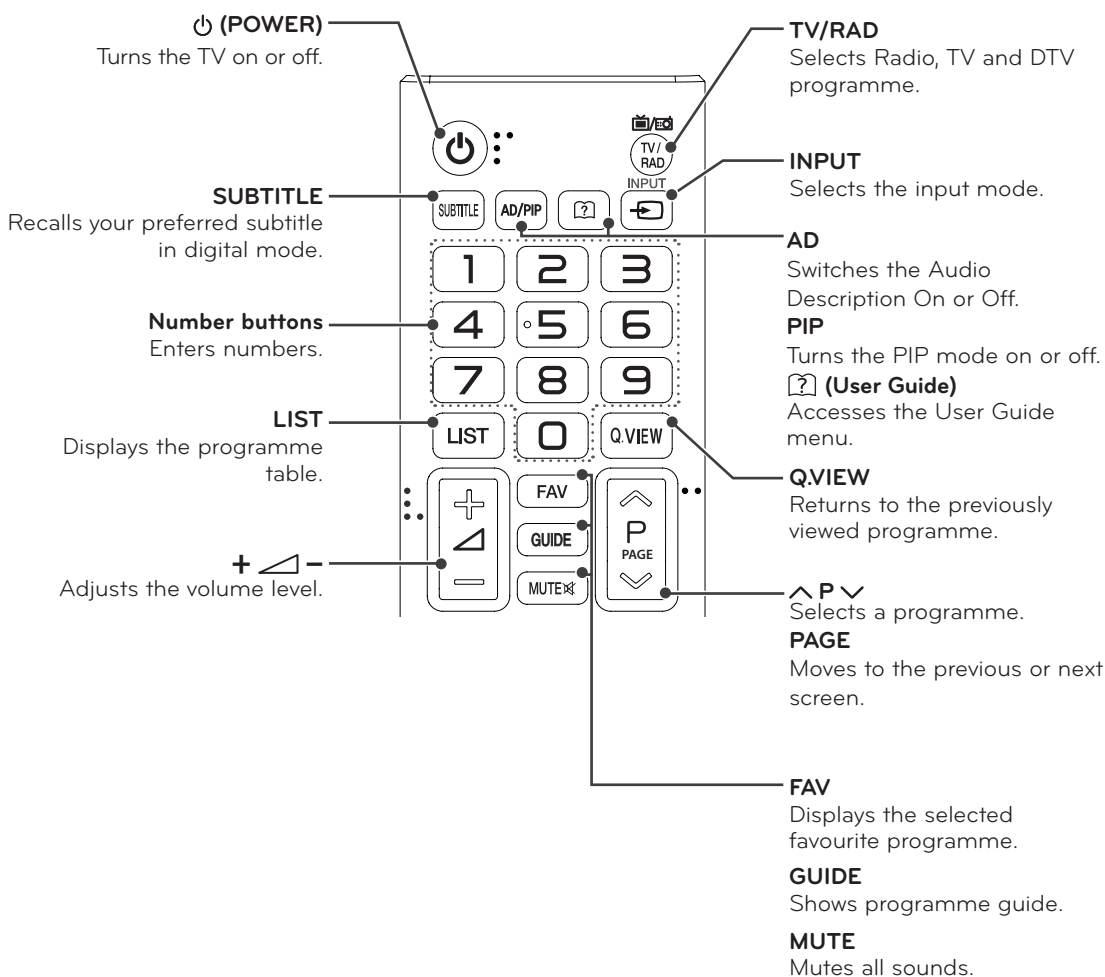 (POWER)
Turns the TV on or off.
SUBTITLE
Recalls your preferred subtitle
in digital mode.
Number buttons
Enters numbers.
LIST
Displays the programme
table.
+ -
Adjusts the volume level.
TV/
RAD
INPUT
SUBTITLE AD/PIP ?
1 2 3
4 5 6
7 8 9
LIST 0 Q.VIEW
+ FAV
GUIDE P
PAGE
- MUTE
TV/RAD
Selects Radio, TV and DTV
programme.
INPUT
Selects the input mode.
AD
Switches the Audio
Description On or Off.
PIP
Turns the PIP mode on or off.
? (User Guide)
Accesses the User Guide
menu.
Q.VIEW
Returns to the previously
viewed programme.
P
Selects a programme.
PAGE
Moves to the previous or next
screen.
FAV
Displays the selected
favourite programme.
GUIDE
Shows programme guide.
MUTE
Mutes all sounds.